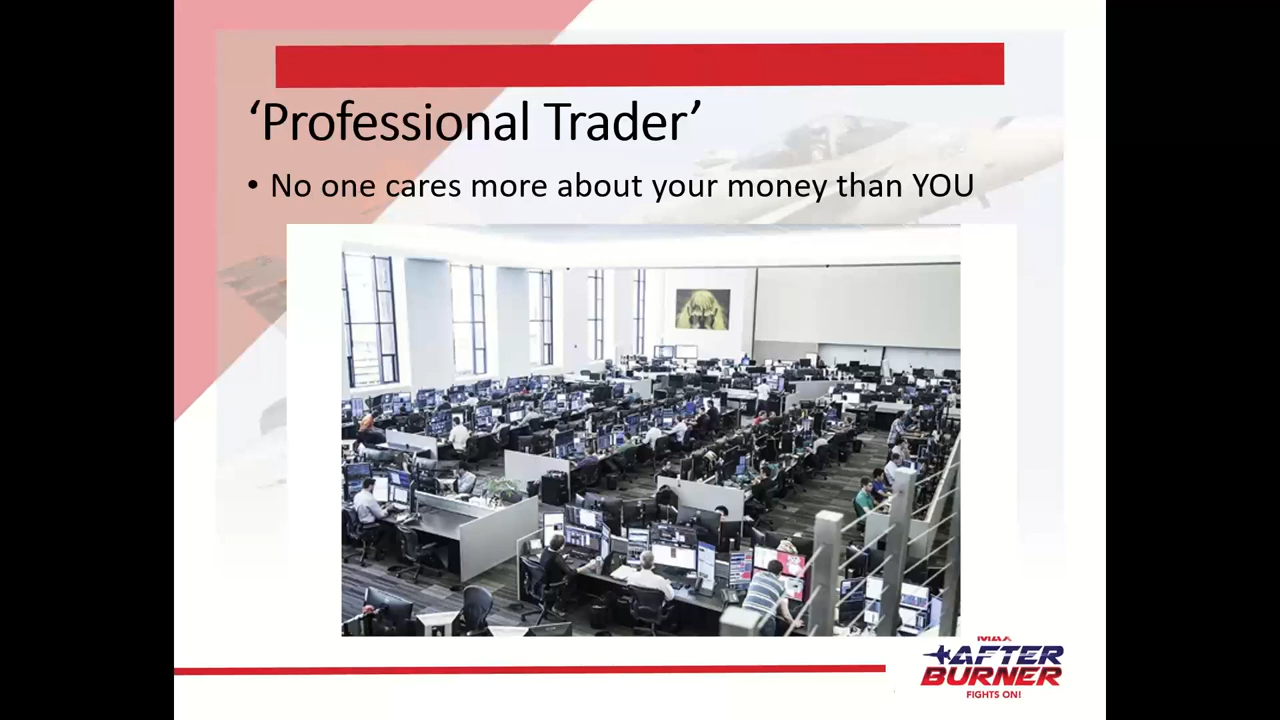 ‘Professional Trader’
• No one cares more about your money than YOU
MAX
AFTER
BURNER
FIGHTS ON!